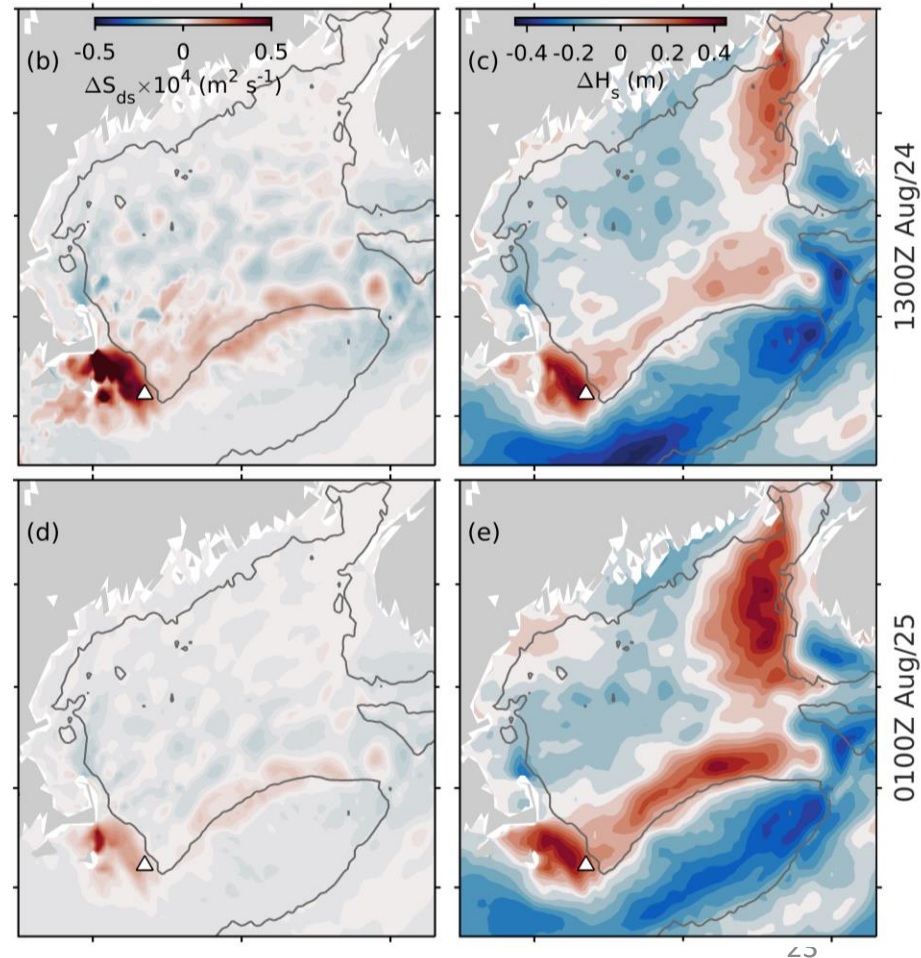 -0.5 0 0.5
(b)
ΔS_ds×10^4 (m^2 s^-1)
-0.4 -0.2 0 0.2 0.4
(c)
ΔH_s (m)
1300Z Aug/24
(d)
(e)
0100Z Aug/25